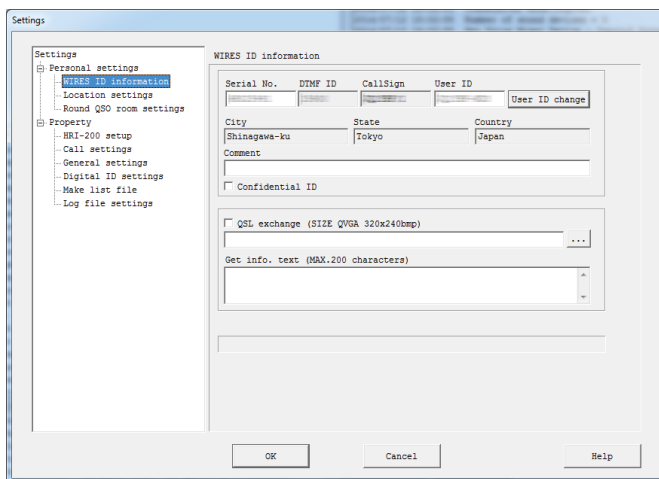 Settings
Settings
Personal settings
WIRES ID information
Location settings
Round QSO room settings
Property
HRI-200 setup
Call settings
General settings
Digital ID settings
Make list file
Log file settings
WIRES ID information
Serial No. DTMF ID CallSign User ID
User ID change
City State Country
Shinagawa-ku Tokyo Japan
Comment
Confidential ID
QSL exchange (SIZE QVGA 320x240bmp)
...
Get info. text (MAX.200 characters)
OK Cancel Help